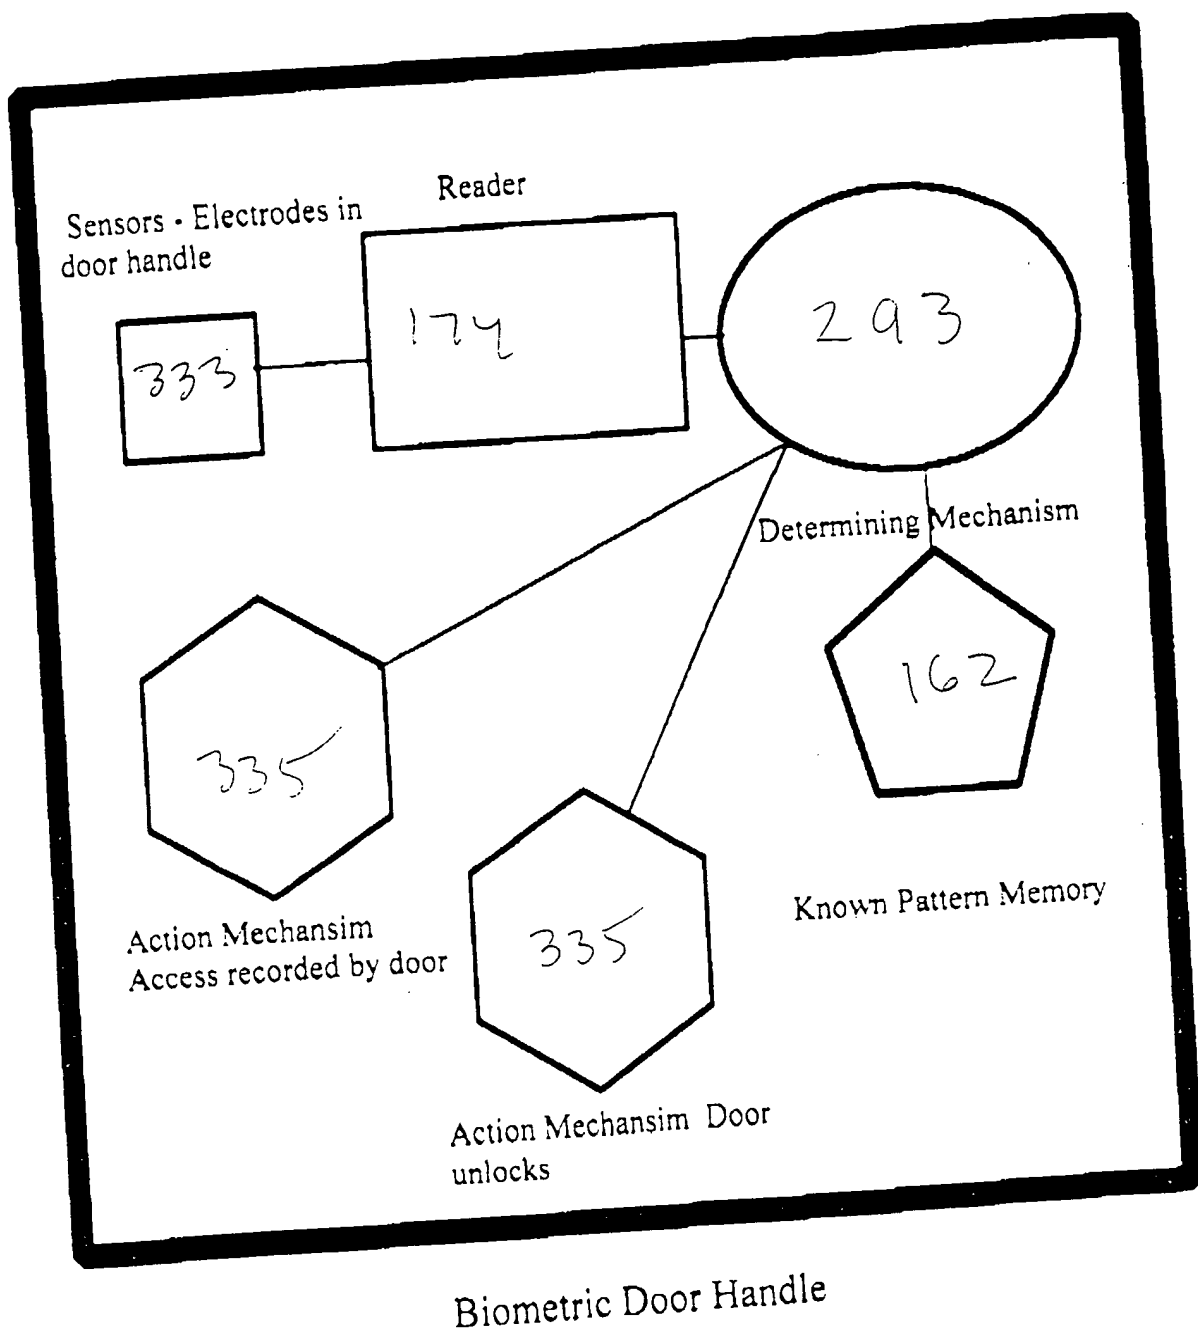 Reader
Sensors - Electrodes in
door handle
333
174
293
Determining Mechanism
162
335
335
Known Pattern Memory
Action Mechansim
Access recorded by door
Action Mechansim Door
unlocks
Biometric Door Handle